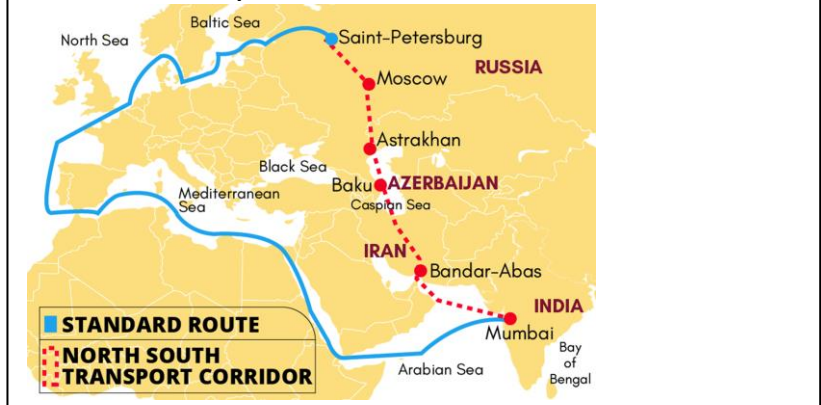 Baltic Sea
North Sea
Saint-Petersburg
RUSSIA
Moscow
Astrakhan
Black Sea
Baku
AZERBAIJAN
Mediterranean
Sea
Caspian Sea
IRAN
Bandar-Abas
INDIA
Mumbai
Bay
of
Bengal
Arabian Sea
STANDARD ROUTE
NORTH SOUTH
TRANSPORT CORRIDOR